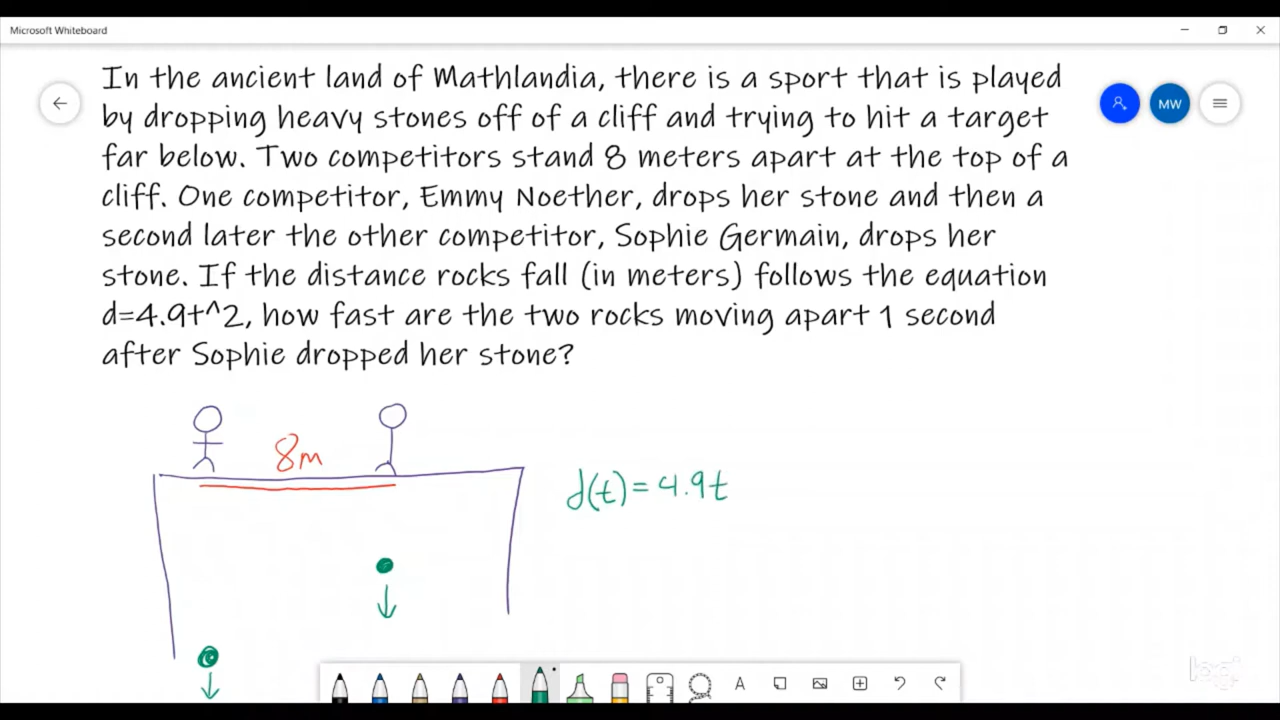 Microsoft Whiteboard
In the ancient land of Mathlandia, there is a sport that is played
by dropping heavy stones off of a cliff and trying to hit a target
far below. Two competitors stand 8 meters apart at the top of a
cliff. One competitor, Emmy Noether, drops her stone and then a
second later the other competitor, Sophie Germain, drops her
stone. If the distance rocks fall (in meters) follows the equation
d=4.9t^2, how fast are the two rocks moving apart 1 second
after Sophie dropped her stone?
MW
8m
d(t) = 4.9t
A